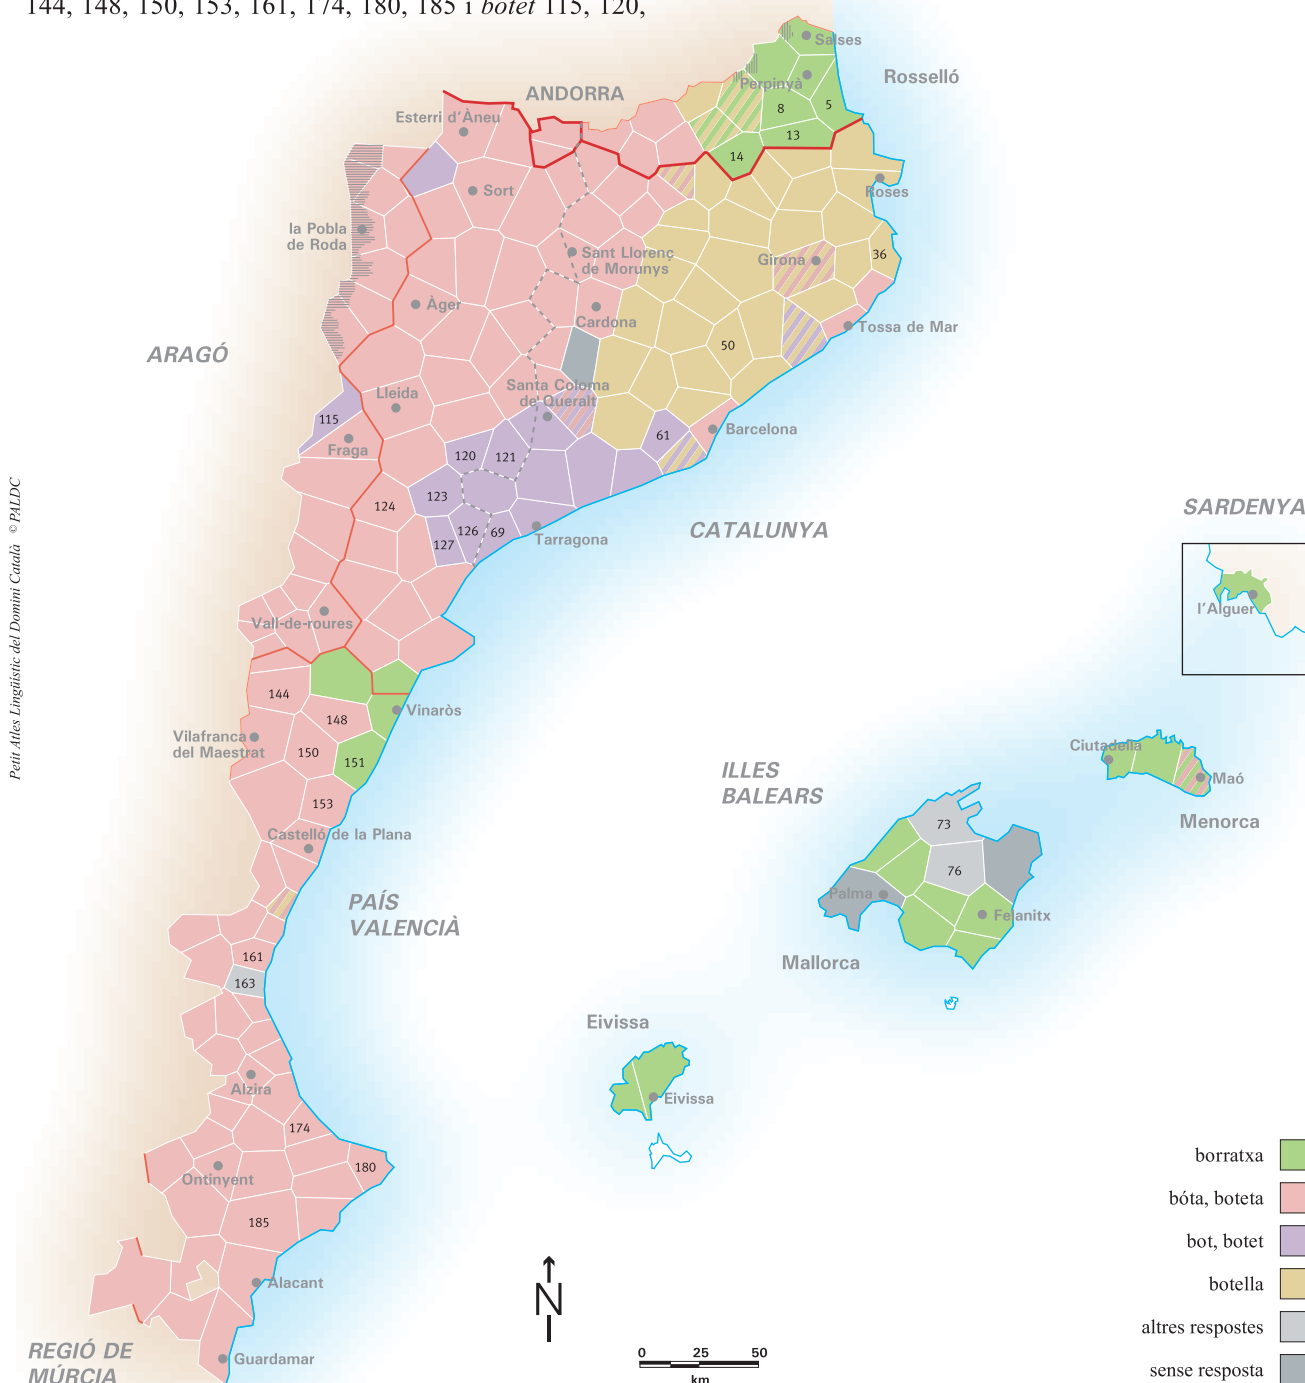 144, 148, 150, 153, 161, 174, 180, 185 i botet 115, 120,
Salses
Rosselló
Perpinyà
ANDORRA
Esterri d'Àneu
8
5
13
14
Sort
Roses
la Pobla
de Roda
Sant Llorenç
de Morunys
Girona
36
Àger
Cardona
Tossa de Mar
50
ARAGÓ
Lleida
Santa Coloma
de Queralt
115
Fraga
61
Barcelona
120
121
123
124
126
69
127
Tarragona
CATALUNYA
SARDENYA
l'Alguer
Petit Atles Lingüístic del Domini Català © PALDC
Vall-de-roures
144
148
Vinaròs
Vilafranca
del Maestrat
150
151
153
Castelló de la Plana
ILLES
BALEARS
Ciutadella
Maó
Menorca
73
76
Palma
Felanitx
Mallorca
PAÍS
VALENCIÀ
161
163
Eivissa
Eivissa
Alzira
174
180
Ontinyent
185
Alacant
Guardamar
REGIÓ DE
MÚRCIA
N
0 25 50
km
borratxa
bóta, boteta
bot, botet
botella
altres respostes
sense resposta